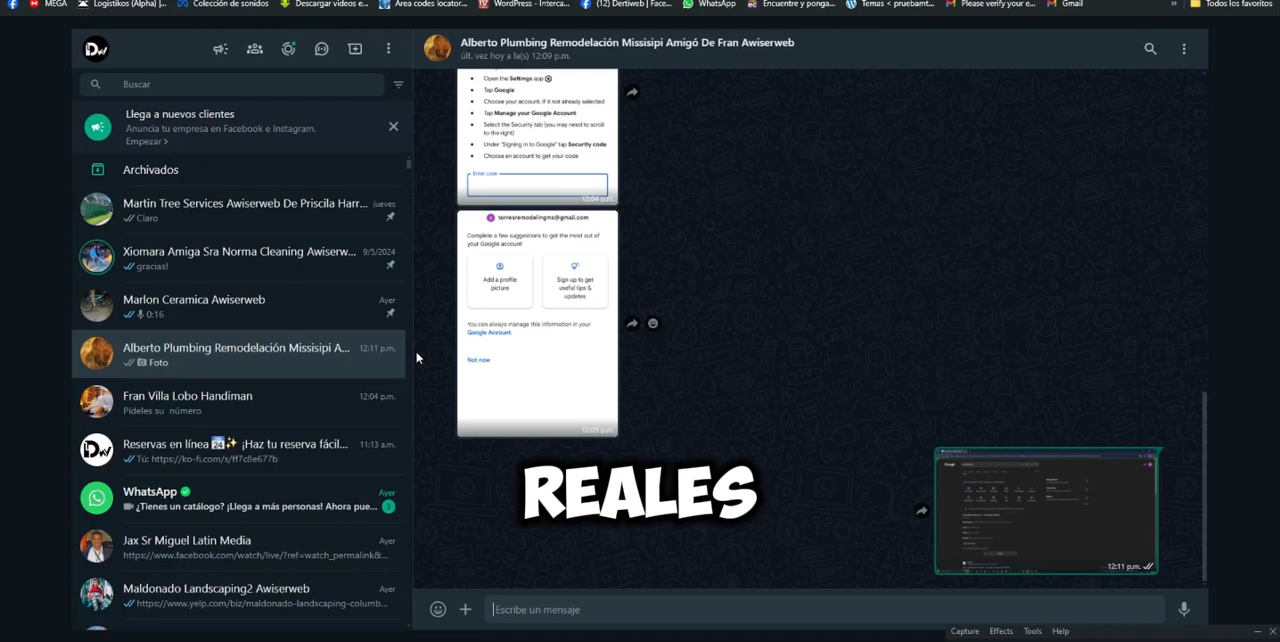 MEGA
Logistikos (Alpha) |...
Colección de sonidos
Descargar videos e...
Area codes locator...
WordPress - Interca...
(12) Dertiweb | Face...
WhatsApp
Encuentre y ponga...
Temas < pruebamt...
Please verify your e...
Gmail
»
Todos los favoritos
DW
Buscar
Llega a nuevos clientes
Anuncia tu empresa en Facebook e Instagram.
Empezar >
Archivados
Martin Tree Services Awiserweb De Priscila Harr...
jueves
Claro
Xiomara Amiga Sra Norma Cleaning Awiserw...
9/5/2024
gracias!
Marlon Ceramica Awiserweb
Ayer
0:16
Alberto Plumbing Remodelación Missisipi A...
12:11 p.m.
Foto
Fran Villa Lobo Handiman
12:04 p.m.
Pideles su número
Reservas en línea 📅✨ ¡Haz tu reserva fácil...
11:13 a.m.
Tú: https://ko-fi.com/s/ff7c8e677b
WhatsApp
Ayer
¿Tienes un catálogo? ¡Llega a más personas! Ahora pue...
3
Jax Sr Miguel Latin Media
Ayer
https://www.facebook.com/watch/live/?ref=watch_permalink&...
Maldonado Landscaping2 Awiserweb
Ayer
https://www.yelp.com/biz/maldonado-landscaping-columb...
Alberto Plumbing Remodelación Missisipi Amigó De Fran Awiserweb
últ. vez hoy a la(s) 12:09 p.m.
Open the Settings app
Tap Google
Choose your account, if not already selected
Tap Manage your Google Account
Select the Security tab (you may need to scroll
to the right)
Under "Signing in to Google" tap Security code
Choose an account to get your code
Enter code
12:04 p.m.
torresremodelingms@gmail.com
Complete a few suggestions to get the most out of
your Google account
Add a profile
picture
Sign up to get
useful tips &
updates
You can always manage this information in your
Google Account.
Not now
12:09 p.m.
REALES
12:11 p.m.
Escribe un mensaje
Capture
Effects
Tools
Help